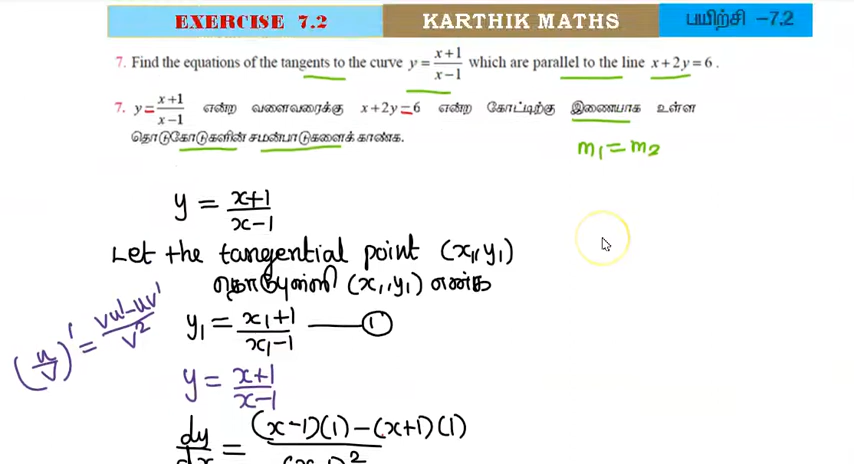 EXERCISE 7.2 KARTHIK MATHS பயிற்சி –7.2
7. Find the equations of the tangents to the curve y = x+1/x−1 which are parallel to the line x + 2y = 6 .
7. y = x+1/x−1 என்ற வளைவரைக்கு x+2y = 6 என்ற கோட்டிற்கு இணையாக உள்ள
தொடுகோடுகளின் சமன்பாடுகளைக் காண்க.
m₁ = m₂
y = x+1/x−1
Let the tangential point (x₁, y₁)
தொடுபுள்ளி (x₁, y₁) என்க
y₁ = x₁+1/x₁−1 —— ①
(u/v)′ = vu′−uv′/v²
y = x+1/x−1
dy/dx = (x−1)(1) − (x+1)(1)/(x−1)²